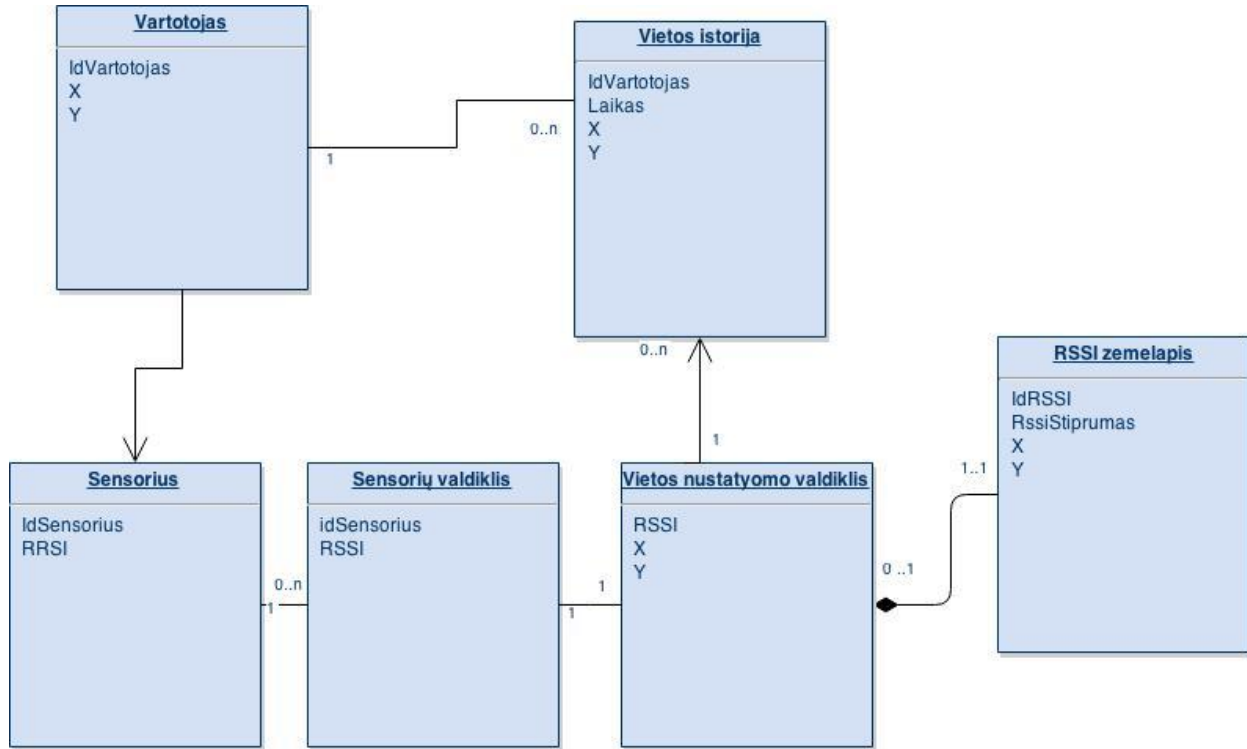 Vartotojas
IdVartotojas
X
Y
1
Vietos istorija
IdVartotojas
Laikas
X
Y
0..n
0..n
1
RSSI zemelapis
IdRSSI
RssiStiprumas
X
Y
1..1
Sensorius
IdSensorius
RRSI
1
0..n
Sensorių valdiklis
idSensorius
RSSI
1
1
Vietos nustatyomo valdiklis
RSSI
X
Y
0 ..1